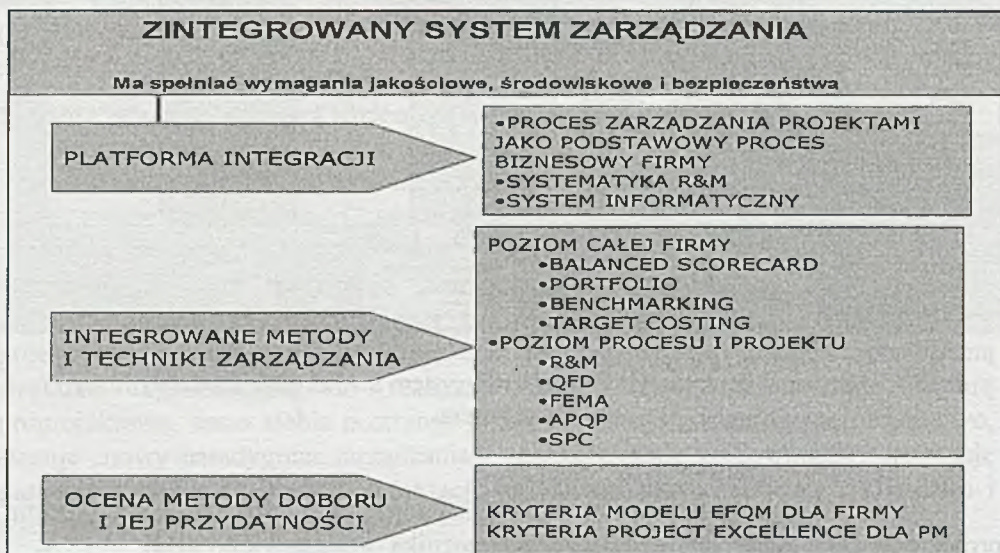 ZINTEGROWANY SYSTEM ZARZĄDZANIA
Ma spełniać wymagania jakościowe, środowiskowe i bezpieczeństwa
PLATFORMA INTEGRACJI
•PROCES ZARZĄDZANIA PROJEKTAMI
JAKO PODSTAWOWY PROCES
BIZNESOWY FIRMY
•SYSTEMATYKA R&M
•SYSTEM INFORMATYCZNY
INTEGROWANE METODY
I TECHNIKI ZARZĄDZANIA
POZIOM CAŁEJ FIRMY
•BALANCED SCORECARD
•PORTFOLIO
•BENCHMARKING
•TARGET COSTING
•POZIOM PROCESU I PROJEKTU
•R&M
•QFD
•FEMA
•APQP
•SPC
OCENA METODY DOBORU
I JEJ PRZYDATNOŚCI
KRYTERIA MODELU EFQM DLA FIRMY
KRYTERIA PROJECT EXCELLENCE DLA PM